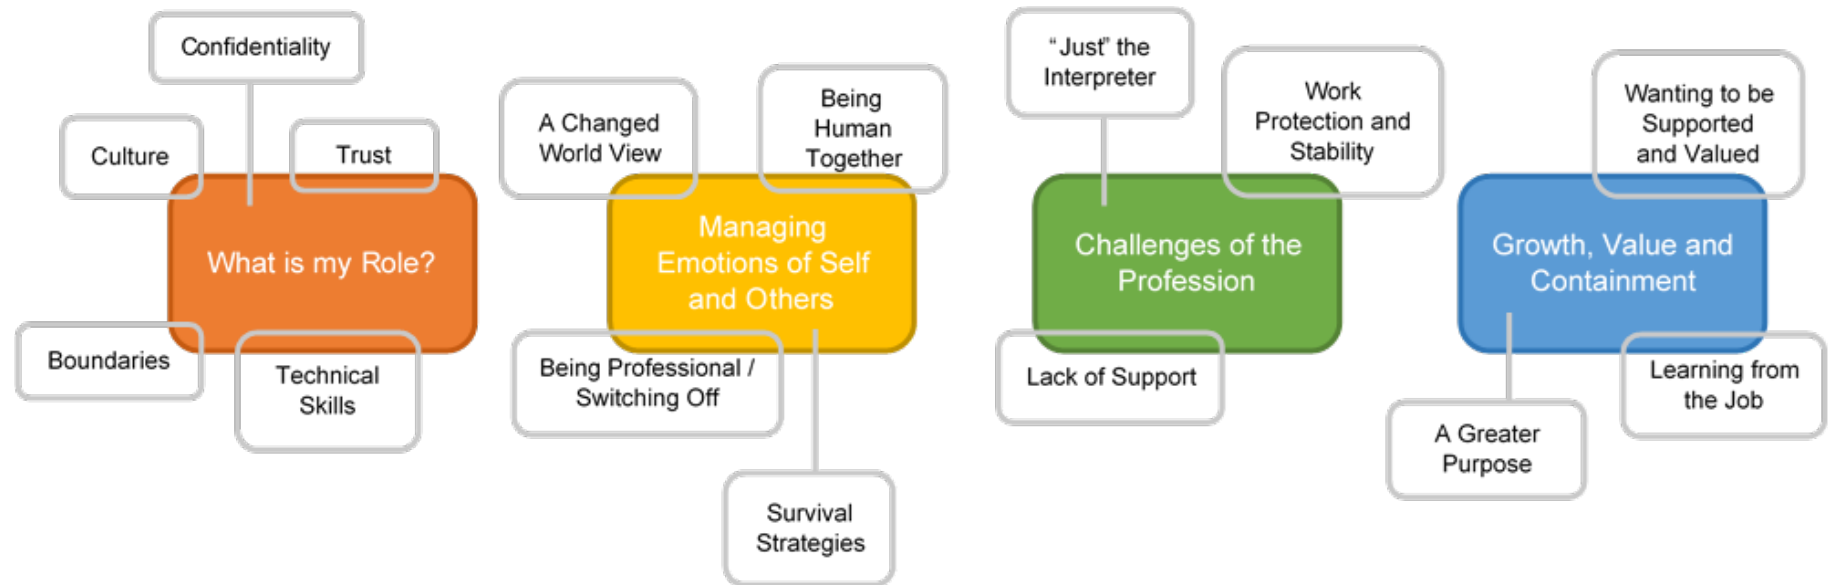 Confidentiality
Culture
Trust
What is my Role?
Boundaries
Technical
Skills
A Changed
World View
Being
Human
Together
Managing
Emotions of Self
and Others
Being Professional /
Switching Off
Survival
Strategies
“Just” the
Interpreter
Work
Protection and
Stability
Challenges of the
Profession
Lack of Support
Wanting to be
Supported
and Valued
Growth, Value and
Containment
A Greater
Purpose
Learning from
the Job